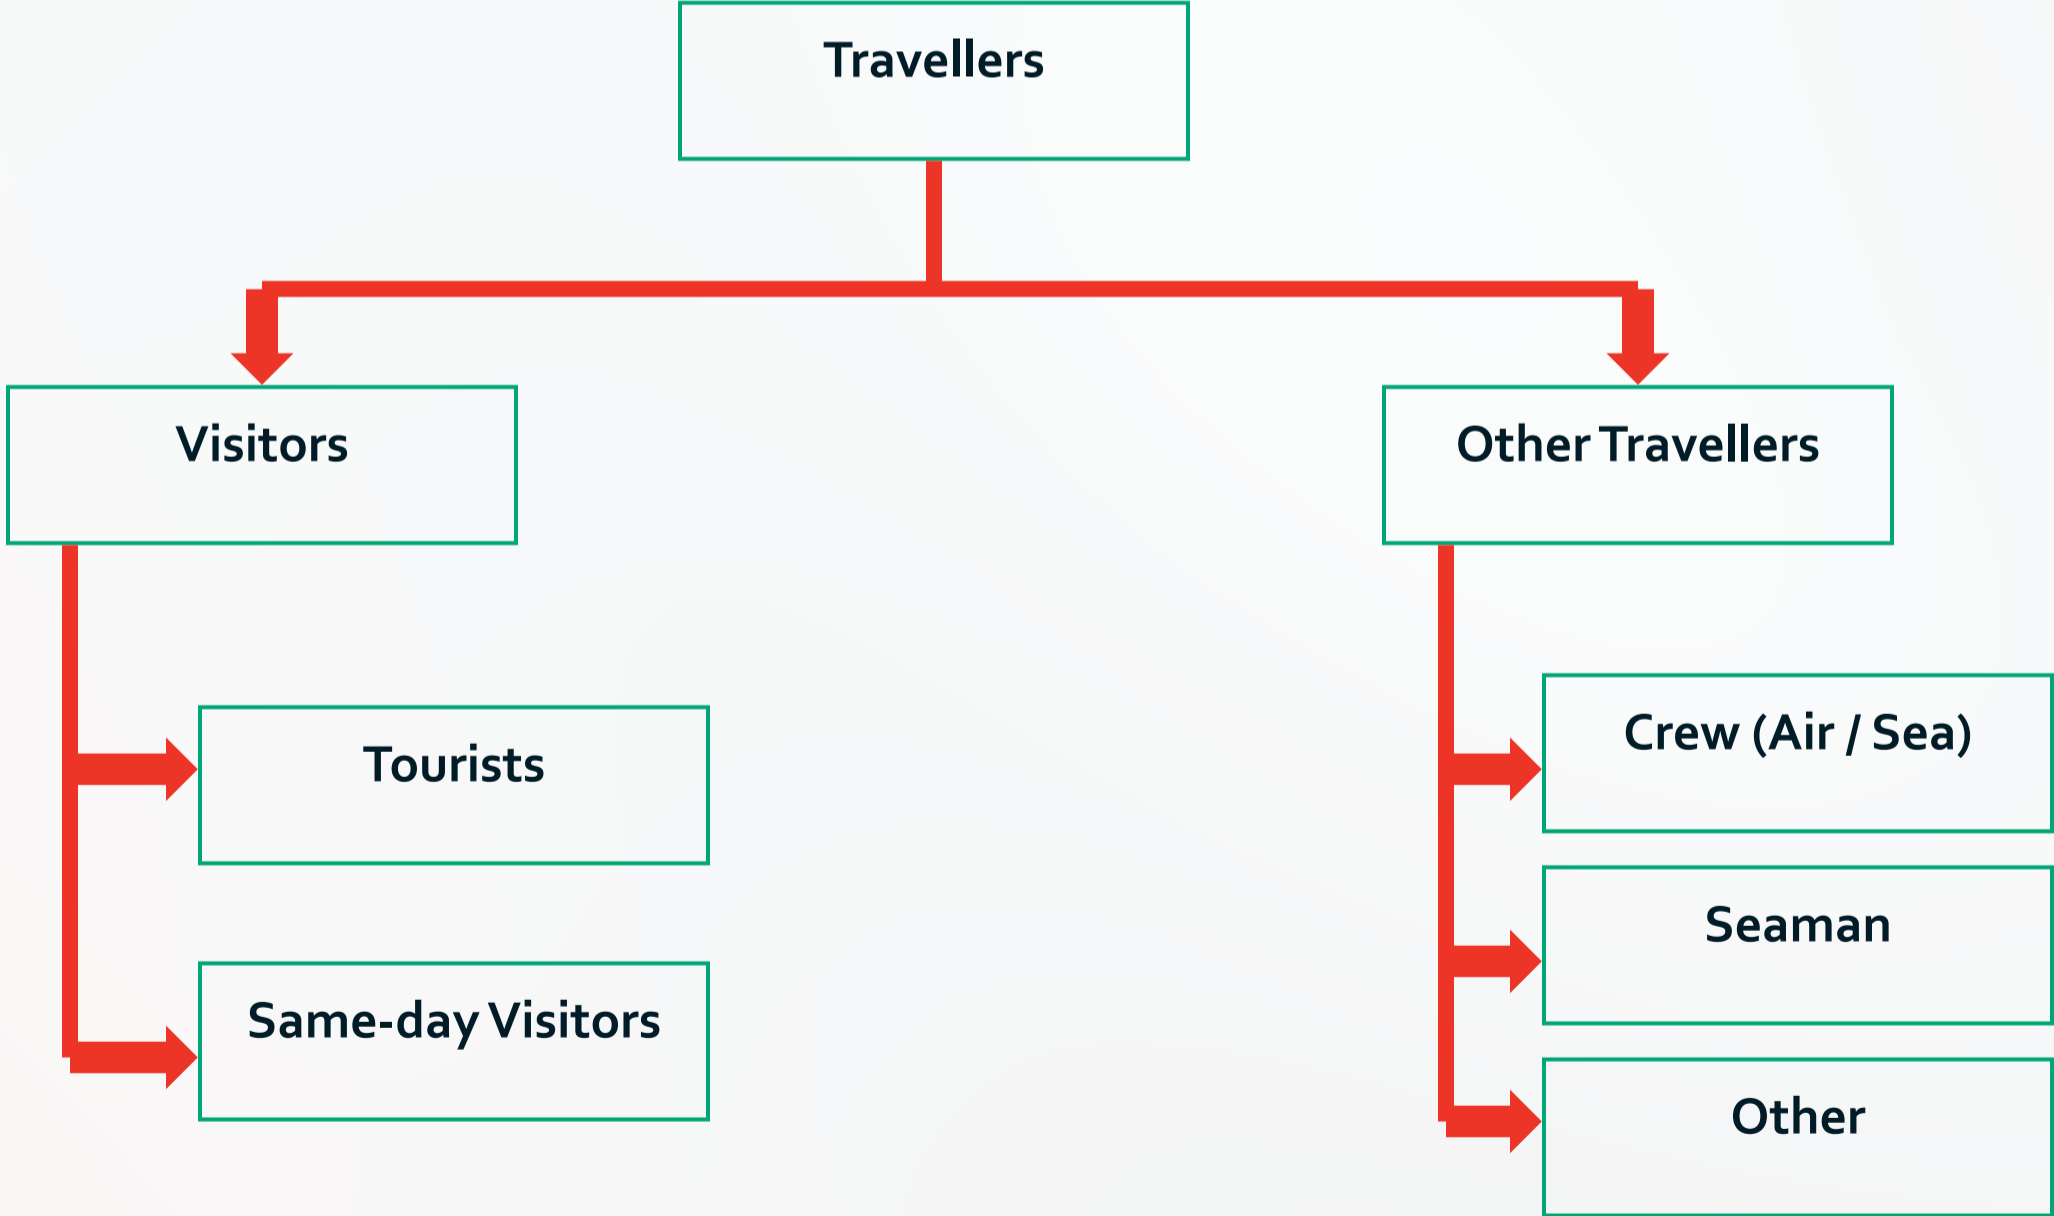 Travellers
Visitors
Other Travellers
Tourists
Same-day Visitors
Crew (Air / Sea)
Seaman
Other